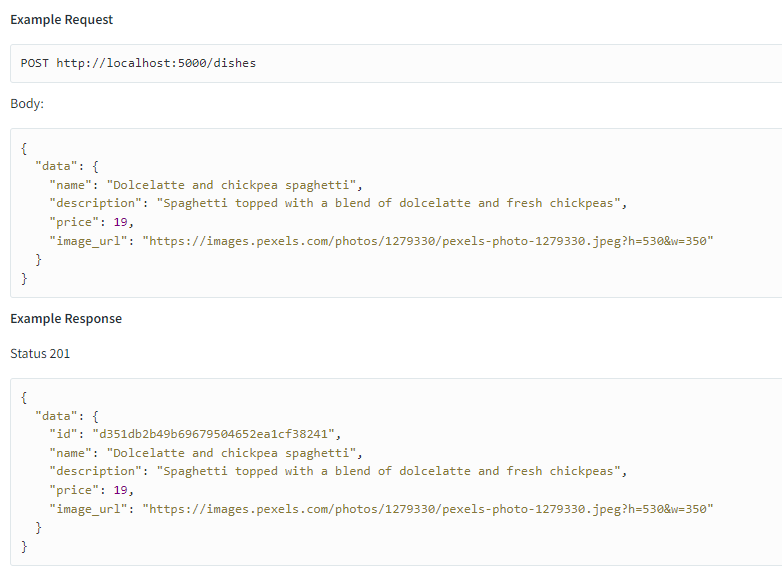 Example Request
POST http://localhost:5000/dishes
Body:
{
  "data": {
    "name": "Dolcelatte and chickpea spaghetti",
    "description": "Spaghetti topped with a blend of dolcelatte and fresh chickpeas",
    "price": 19,
    "image_url": "https://images.pexels.com/photos/1279330/pexels-photo-1279330.jpeg?h=530&w=350"
  }
}
Example Response
Status 201
{
  "data": {
    "id": "d351db2b49b69679504652ea1cf38241",
    "name": "Dolcelatte and chickpea spaghetti",
    "description": "Spaghetti topped with a blend of dolcelatte and fresh chickpeas",
    "price": 19,
    "image_url": "https://images.pexels.com/photos/1279330/pexels-photo-1279330.jpeg?h=530&w=350"
  }
}